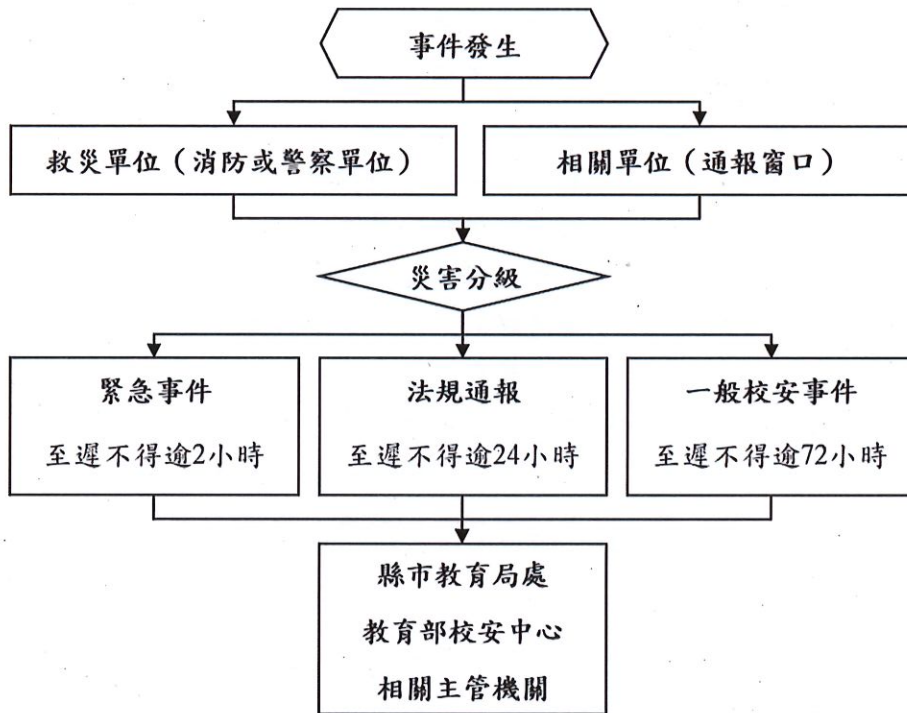 事件發生
救災單位（消防或警察單位）
相關單位（通報窗口）
災害分級
緊急事件
至遲不得逾2小時
法規通報
至遲不得逾24小時
一般校安事件
至遲不得逾72小時
縣市教育局處
教育部校安中心
相關主管機關